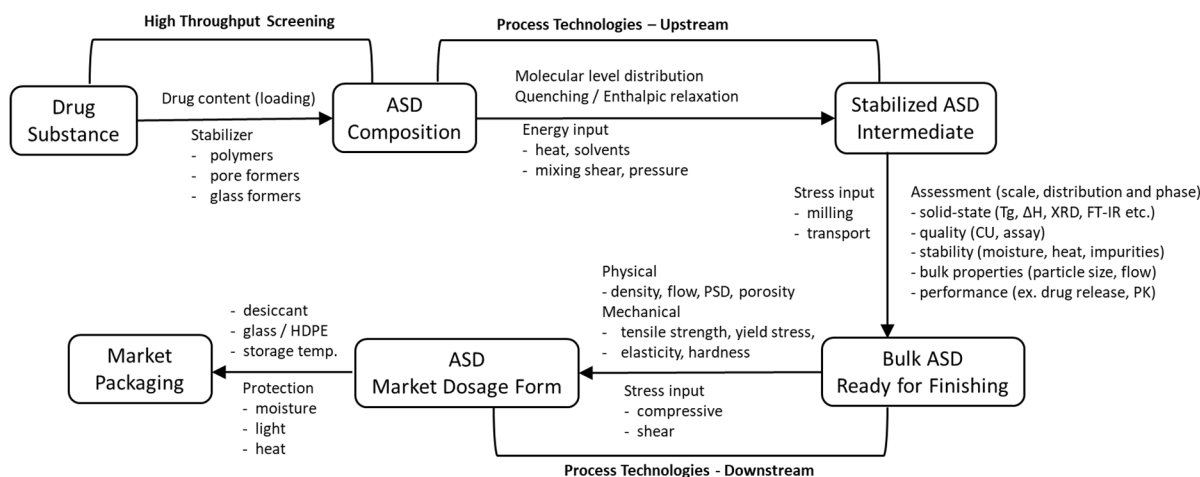 High Throughput Screening
Process Technologies – Upstream
Drug
Substance
Drug content (loading)
Stabilizer
- polymers
- pore formers
- glass formers
ASD
Composition
Molecular level distribution
Quenching / Enthalpic relaxation
Energy input
- heat, solvents
- mixing shear, pressure
Stabilized ASD
Intermediate
Stress input
- milling
- transport
Assessment (scale, distribution and phase)
- solid-state (Tg, ΔH, XRD, FT-IR etc.)
- quality (CU, assay)
- stability (moisture, heat, impurities)
- bulk properties (particle size, flow)
- performance (ex. drug release, PK)
Bulk ASD
Ready for Finishing
Physical
- density, flow, PSD, porosity
Mechanical
- tensile strength, yield stress,
- elasticity, hardness
Stress input
- compressive
- shear
ASD
Market Dosage Form
- desiccant
- glass / HDPE
- storage temp.
Protection
- moisture
- light
- heat
Market
Packaging
Process Technologies - Downstream